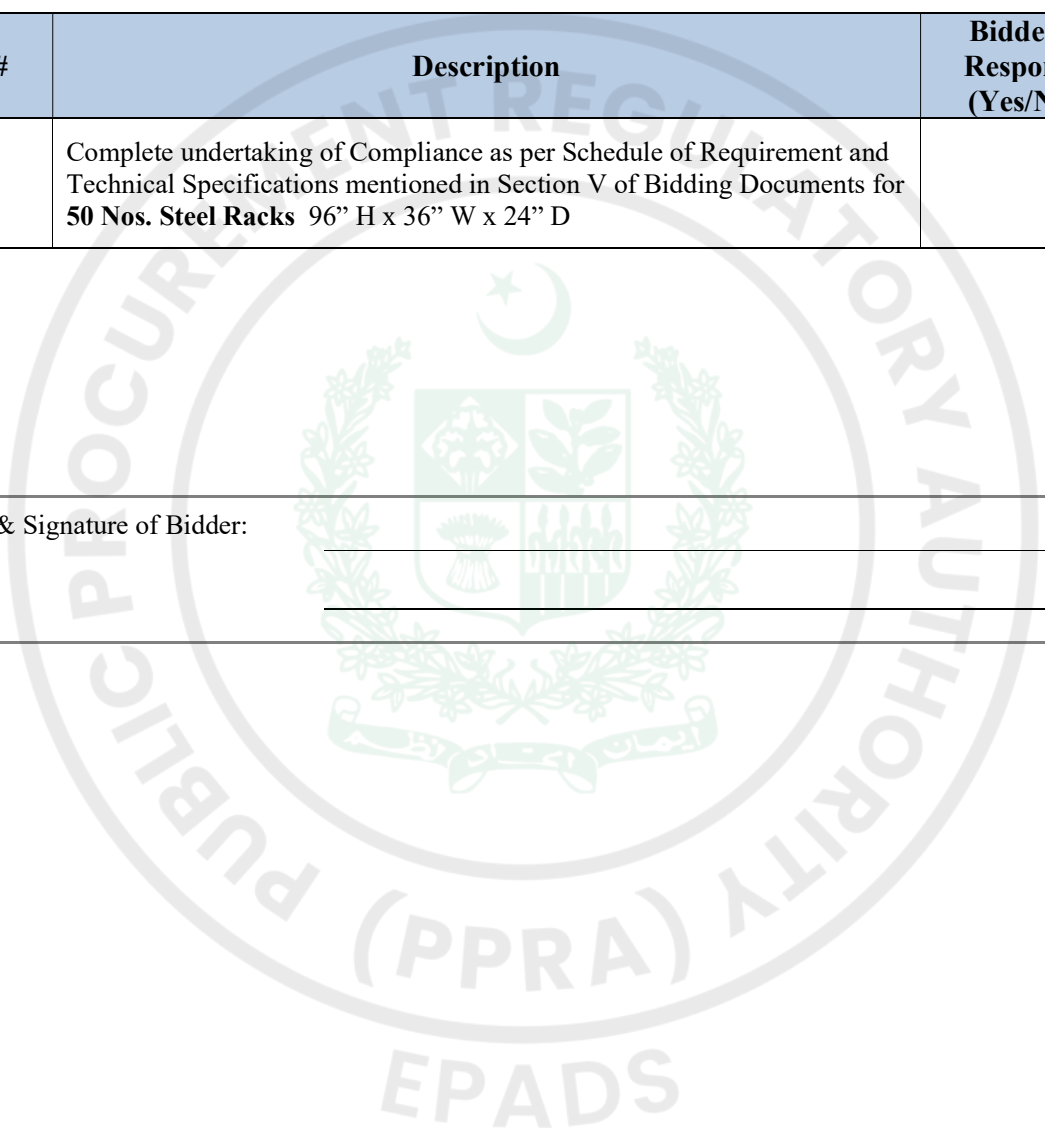 #
Description
Bidde
Respon
(Yes/N
Complete undertaking of Compliance as per Schedule of Requirement and
Technical Specifications mentioned in Section V of Bidding Documents for
50 Nos. Steel Racks 96” H x 36” W x 24” D
& Signature of Bidder:
PUBLIC PROCUREMENT REGULATORY AUTHORITY
(PPRA)
EPADS